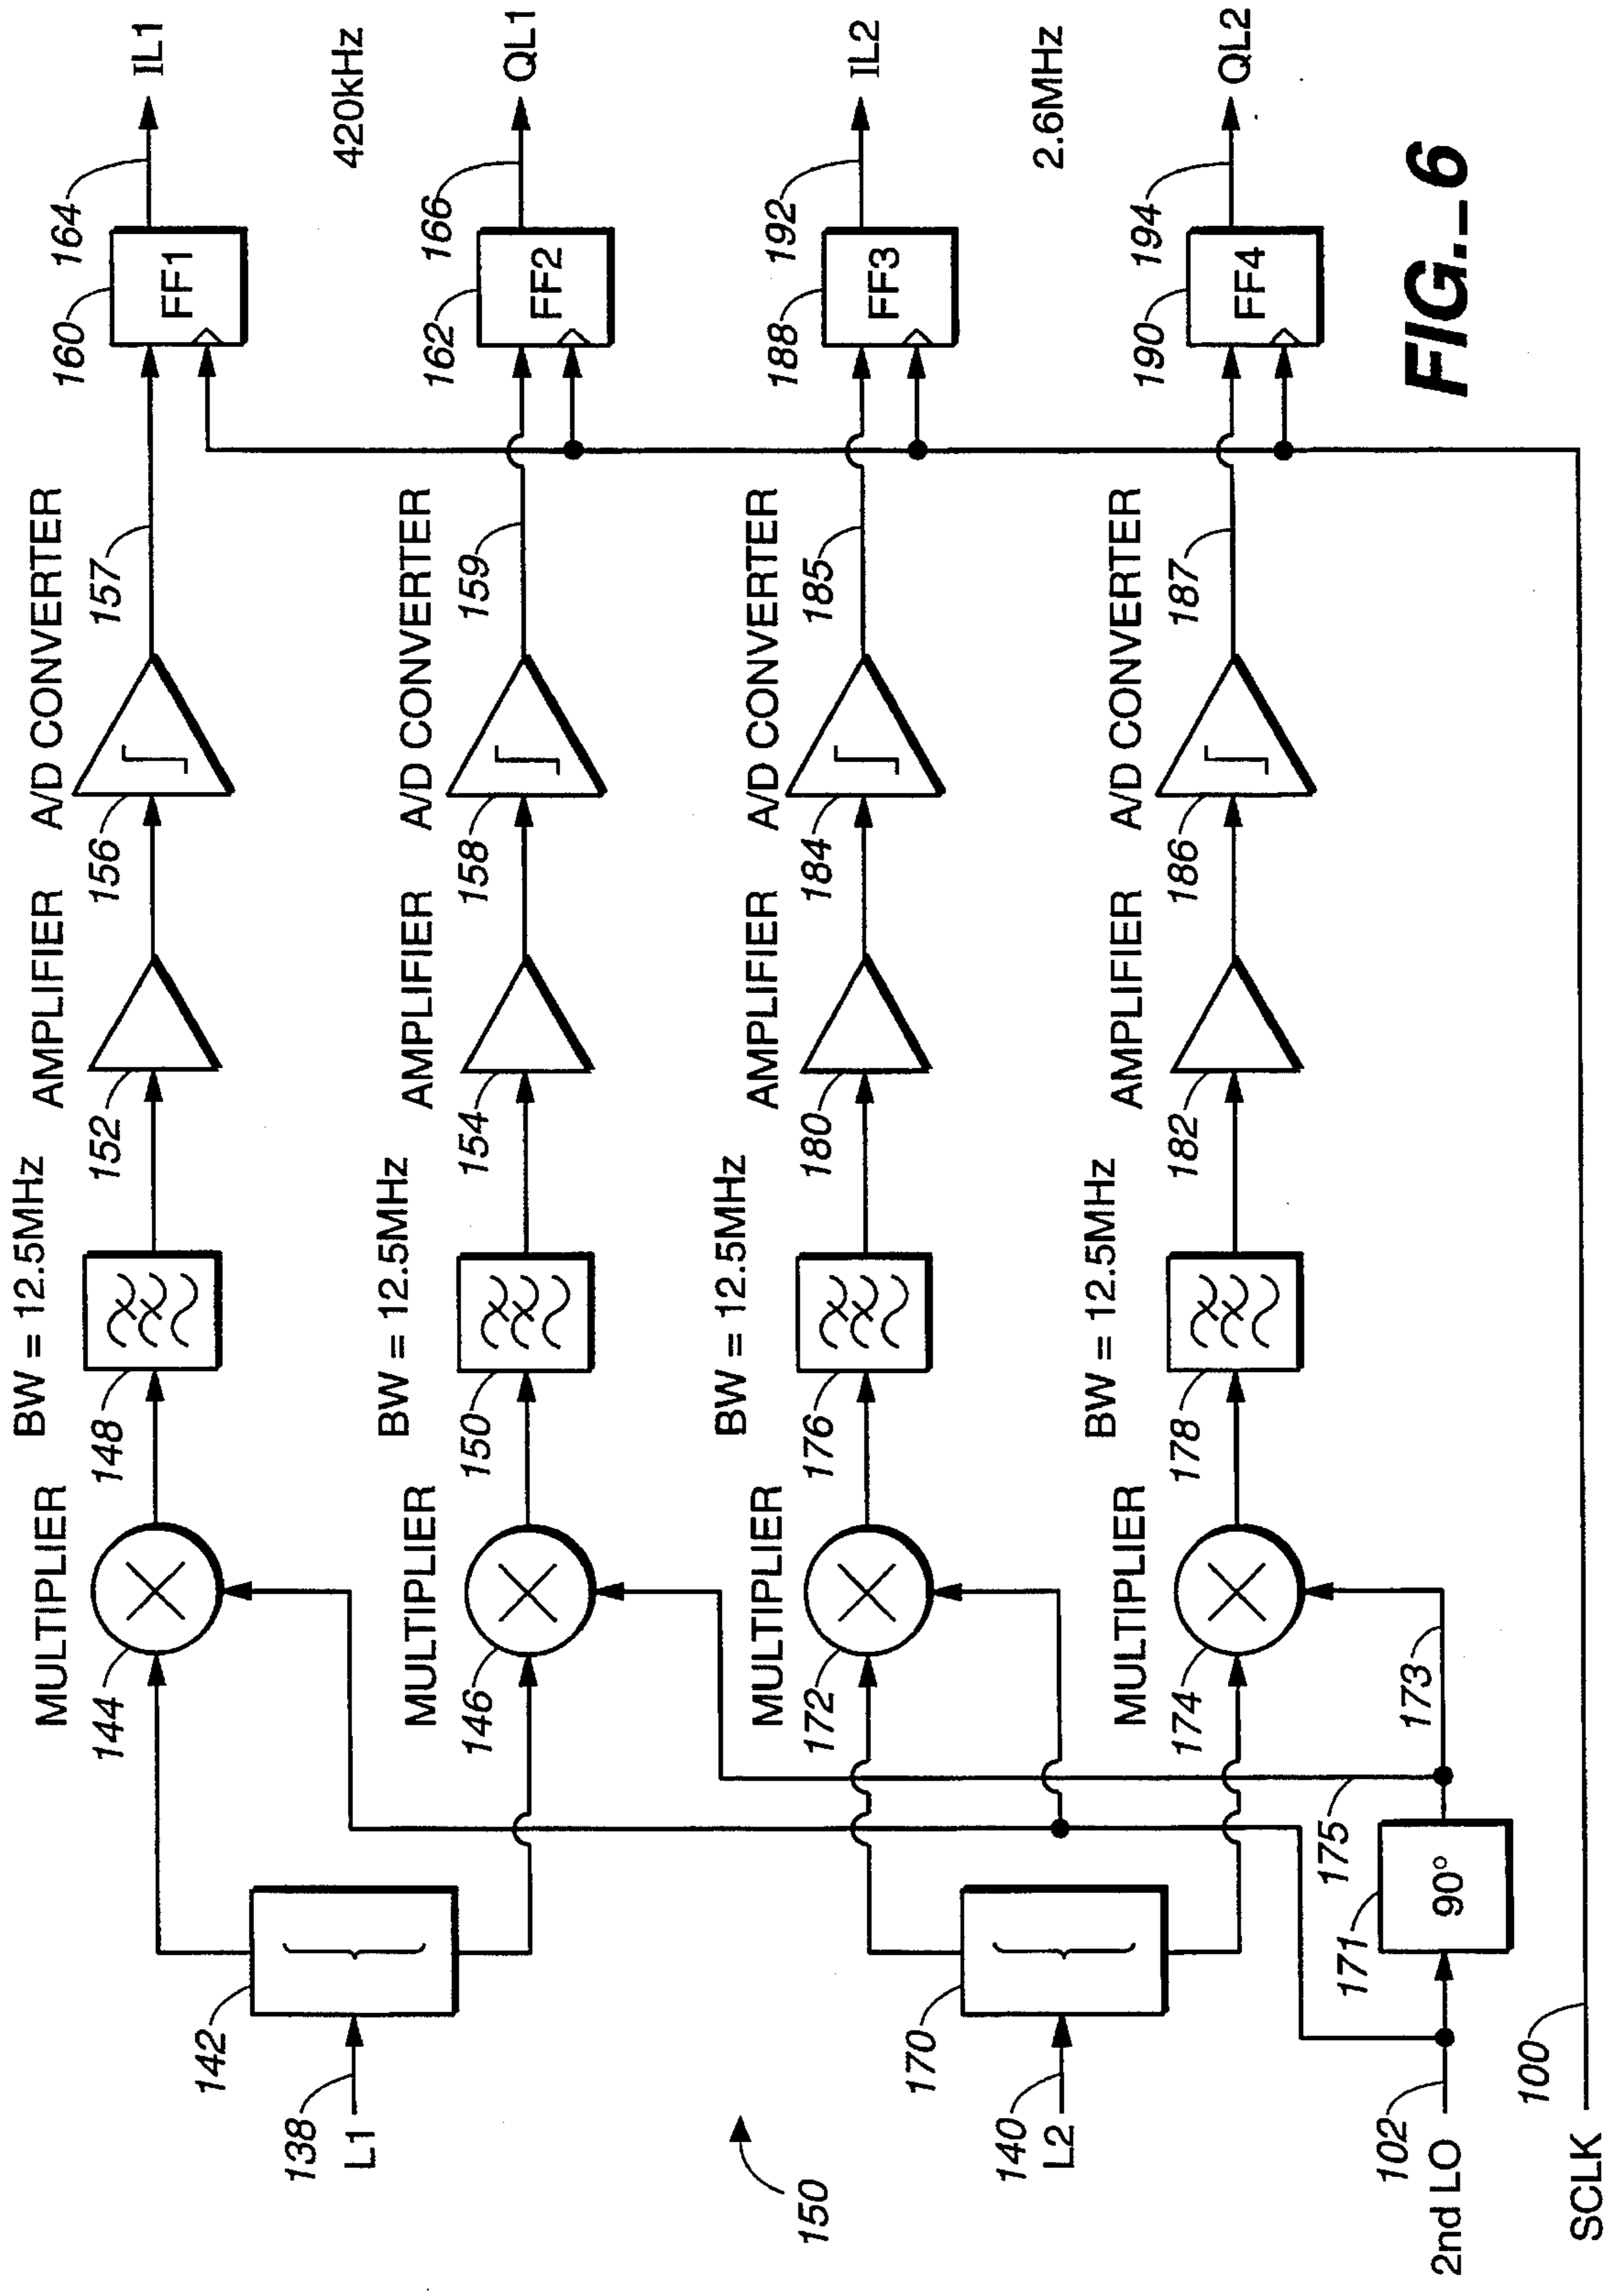 MULTIPLIER
144
BW = 12.5MHz
148
AMPLIFIER
152
A/D CONVERTER
156
157
160
FF1
164
IL1
420kHz
138
L1
142
MULTIPLIER
146
BW = 12.5MHz
150
AMPLIFIER
154
A/D CONVERTER
158
159
162
FF2
166
QL1
150
MULTIPLIER
172
BW = 12.5MHz
176
AMPLIFIER
180
A/D CONVERTER
184
185
188
FF3
192
IL2
2.6MHz
140
L2
170
MULTIPLIER
174
BW = 12.5MHz
178
AMPLIFIER
182
A/D CONVERTER
186
187
190
FF4
194
QL2
102
2nd LO
171
90°
175
173
SCLK
100
FIG._6